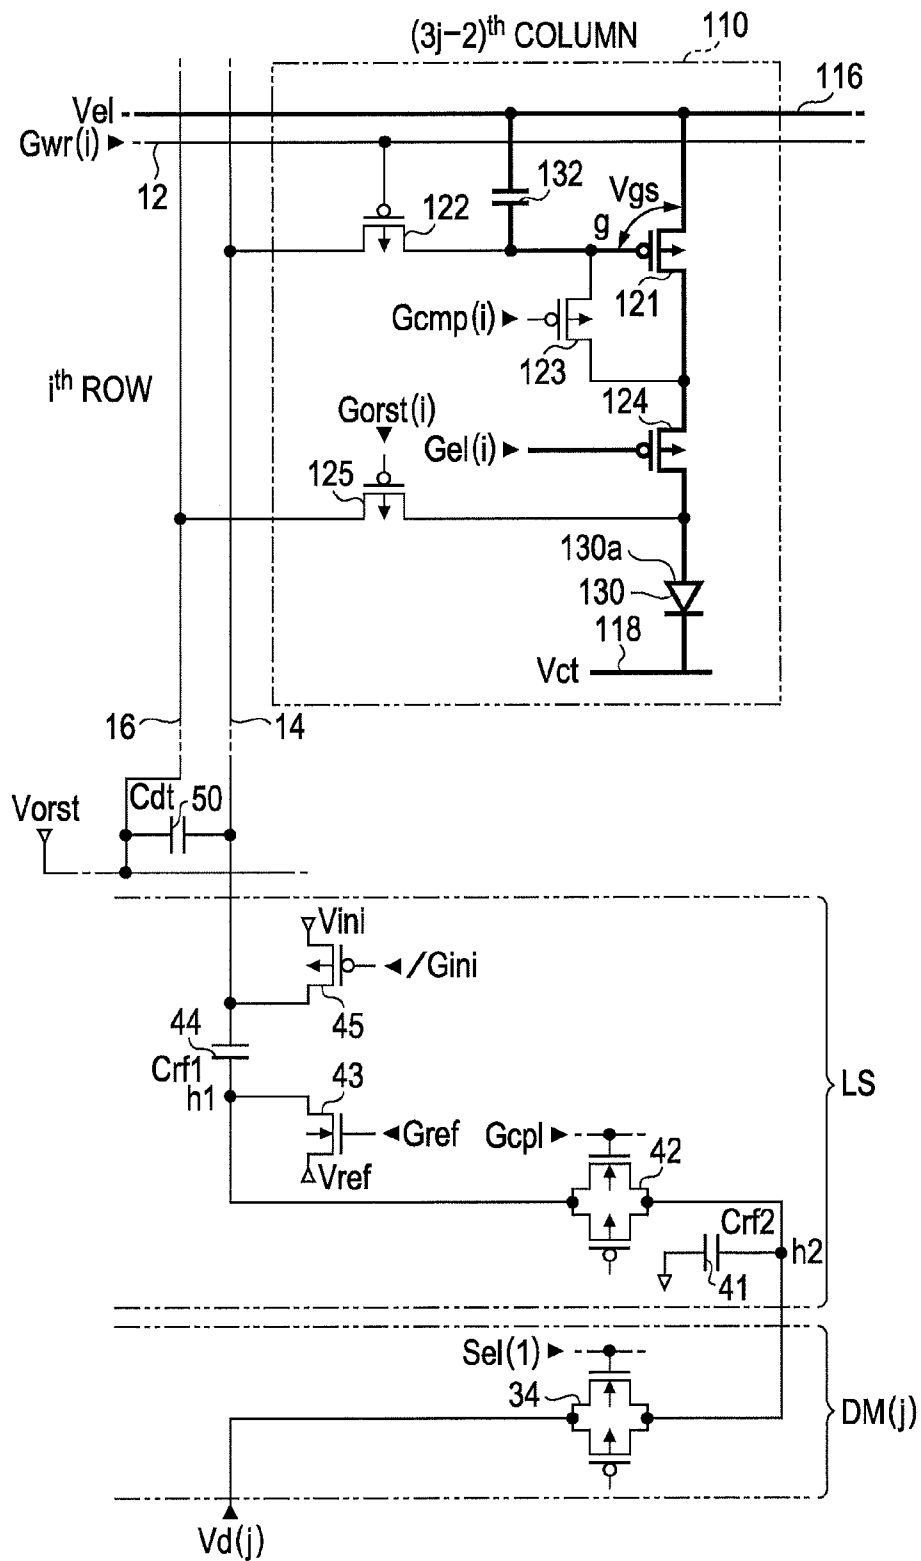 (3j-2)th COLUMN
110
116
Vel
Gwr(i)
12
132
Vgs
122
g
121
Gcmp(i)
123
ith ROW
124
Gorst(i)
Gel(i)
125
130a
130
118
Vct
16
14
Cdt
50
Vorst
Vini
/Gini
45
44
Crf1
43
h1
LS
Gref
Gcpl
42
Vref
Crf2
h2
41
Sel(1)
34
DM(j)
Vd(j)